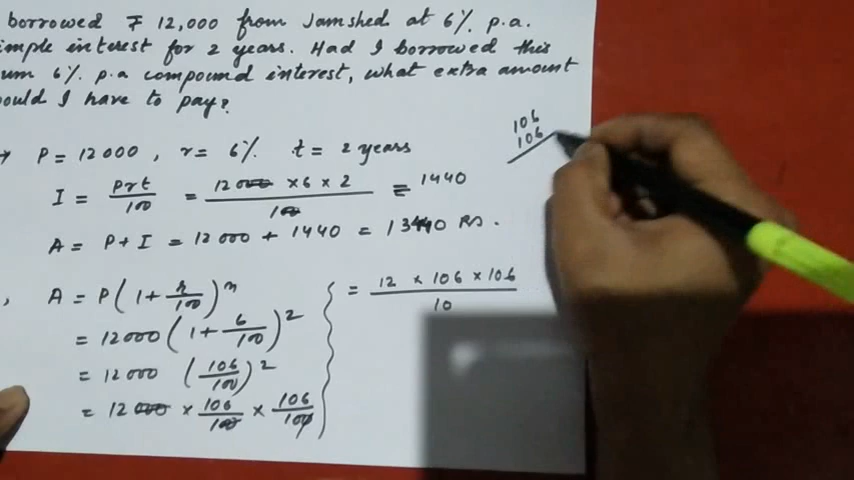 borrowed ₹ 12,000 from Jamshed at 6% p.a.
imple interest for 2 years. Had I borrowed this
um 6% p.a compound interest, what extra amount
ould I have to pay?
→ P = 12000 , r = 6% t = 2 years
I = prt/100 = 12000 × 6 × 2/100 = 1440
A = P + I = 12000 + 1440 = 13440 Rs.
, A = P(1 + r/100)^n
= 12000 (1 + 6/100)^2
= 12000 (106/100)^2
= 12000 × 106/100 × 106/100
= 12 × 106 × 106/10
106
106